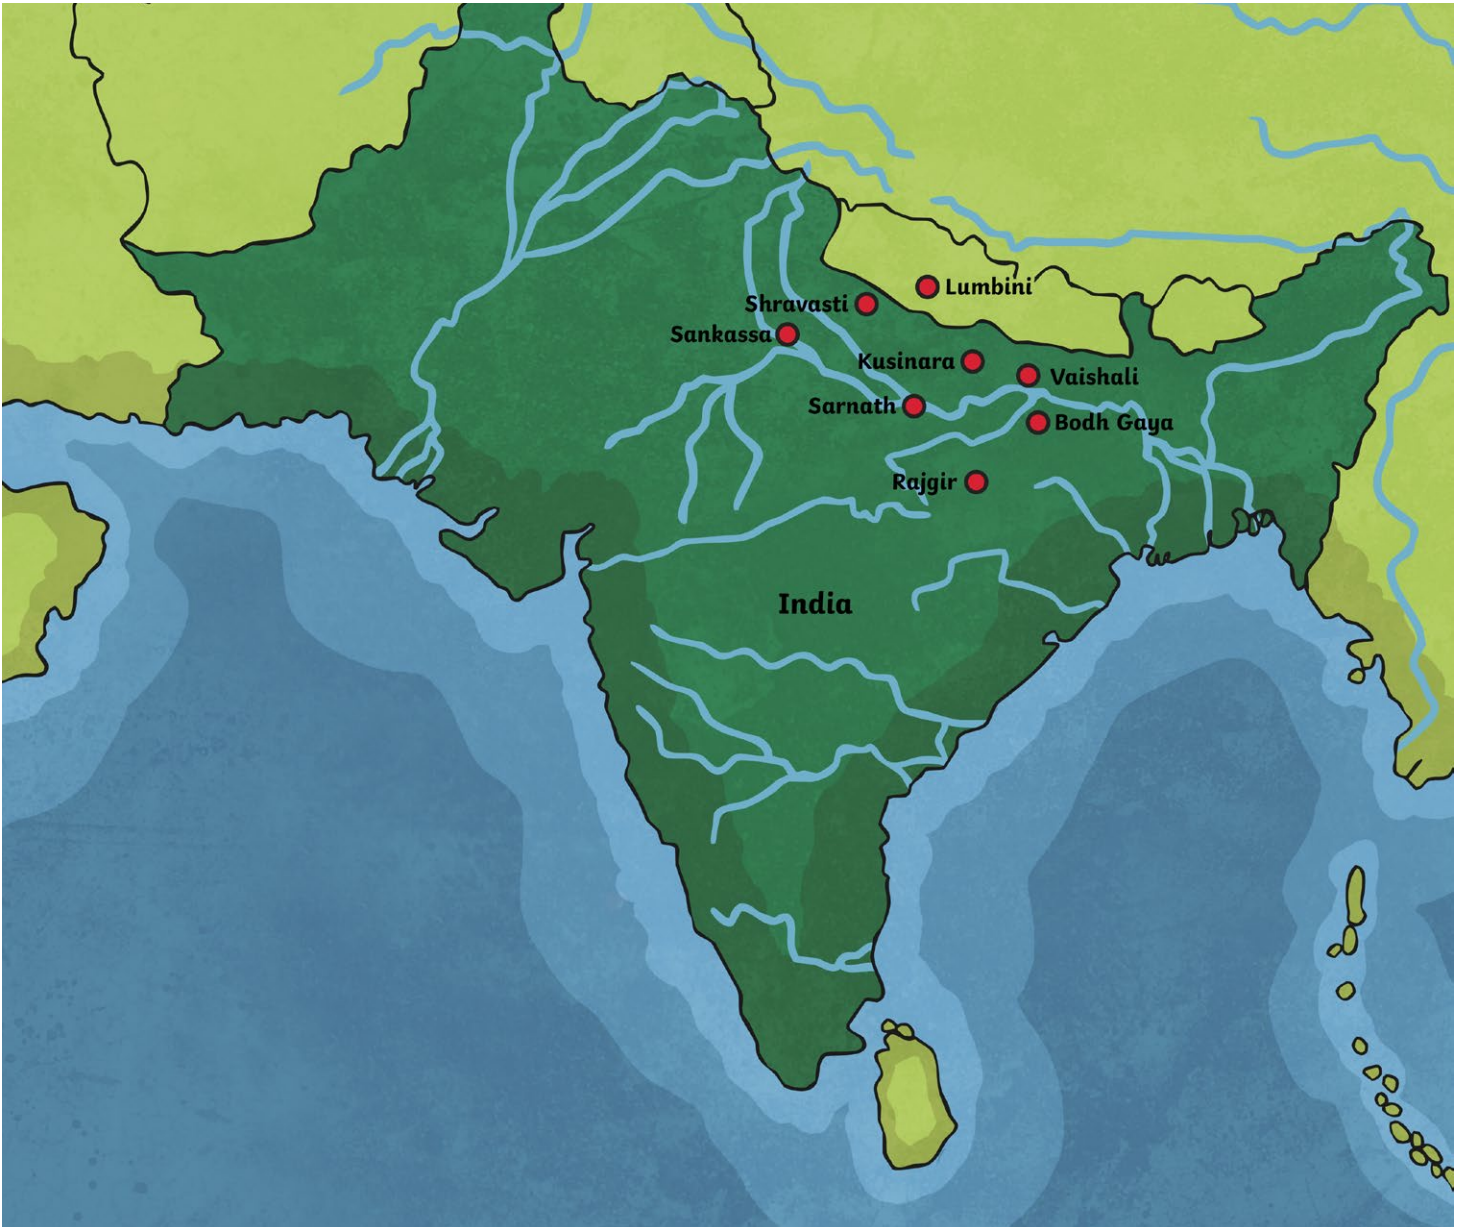 Lumbini
Shravasti
Sankassa
Kusinara
Vaishali
Sarnath
Bodh Gaya
Rajgir
India